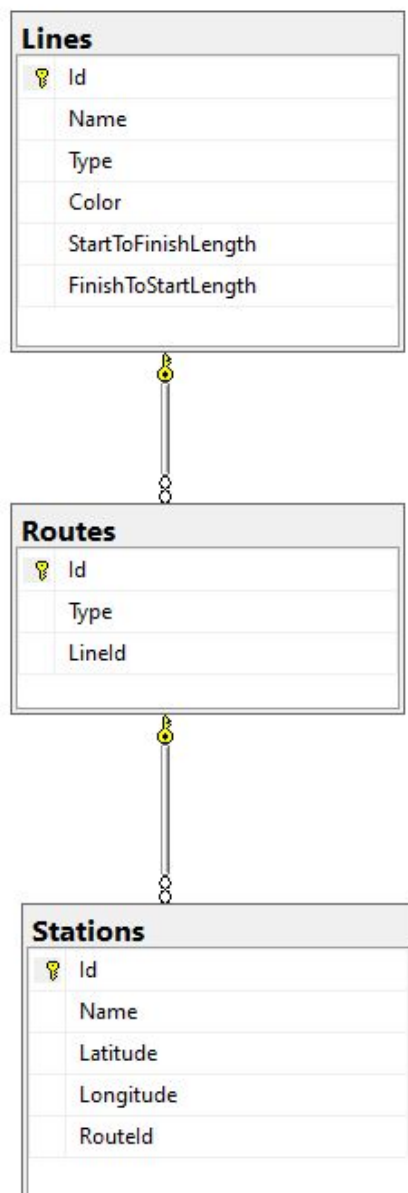 Lines
Id
Name
Type
Color
StartToFinishLength
FinishToStartLength
Routes
Id
Type
LineId
Stations
Id
Name
Latitude
Longitude
RouteId